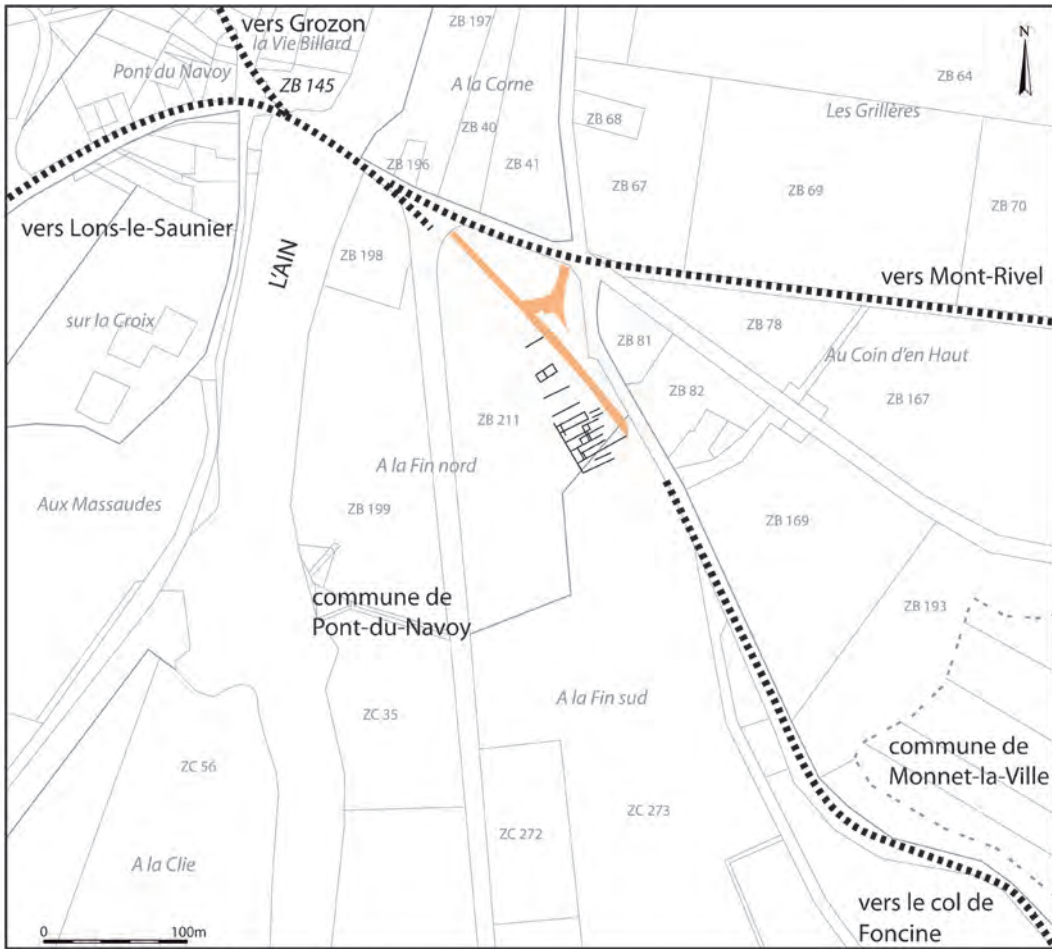 vers Grozon
la Vie Billard
ZB 197
N
Pont du Navoy
ZB 145
A la Corne
ZB 64
Les Grillères
ZB 40
ZB 68
ZB 196
ZB 41
ZB 67
ZB 69
ZB 70
vers Lons-le-Saunier
L'AIN
ZB 198
vers Mont-Rivel
sur la Croix
ZB 81
ZB 78
Au Coin d'en Haut
ZB 82
ZB 167
ZB 211
A la Fin nord
Aux Massaudes
ZB 199
ZB 169
commune de
Pont-du-Navoy
ZB 193
A la Fin sud
ZC 35
commune de
Monnet-la-Ville
ZC 56
ZC 272
ZC 273
A la Clie
vers le col de
Foncine
0
100m